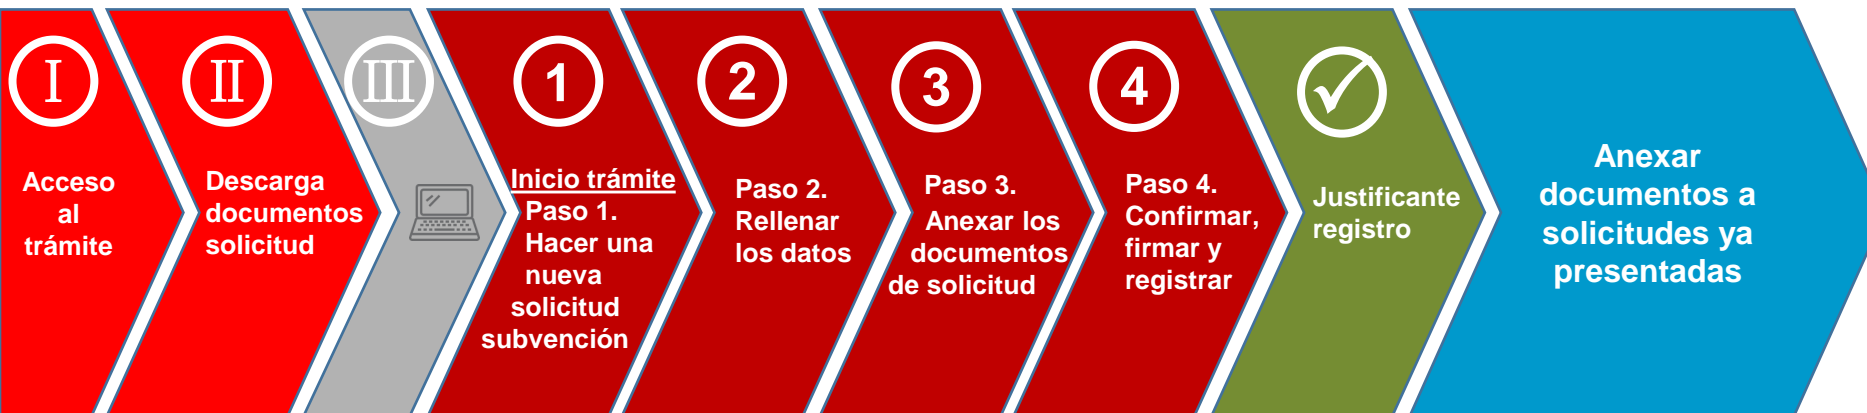 I
Acceso
al
trámite
II
Descarga
documentos
solicitud
III
1
Inicio trámite
Paso 1.
Hacer una
nueva
solicitud
subvención
2
Paso 2.
Rellenar
los datos
3
Paso 3.
Anexar los
documentos
de solicitud
4
Paso 4.
Confirmar,
firmar y
registrar
Justificante
registro
Anexar
documentos a
solicitudes ya
presentadas